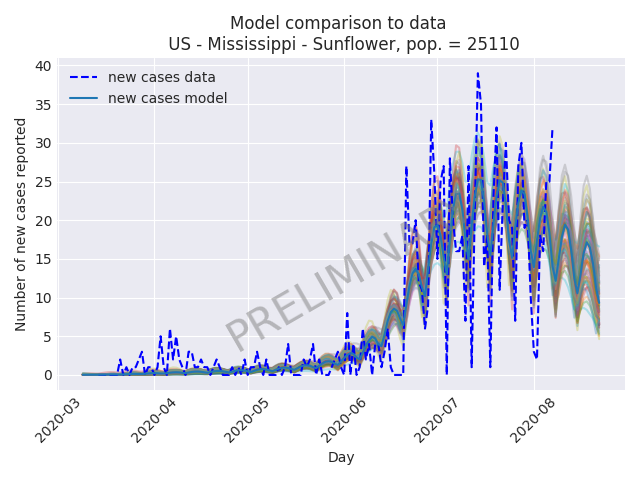 Model comparison to data
US - Mississippi - Sunflower, pop. = 25110
new cases data
new cases model
Number of new cases reported
40
35
30
25
20
15
10
5
0
PRELIMINARY
2020-03
2020-04
2020-05
2020-06
2020-07
2020-08
Day